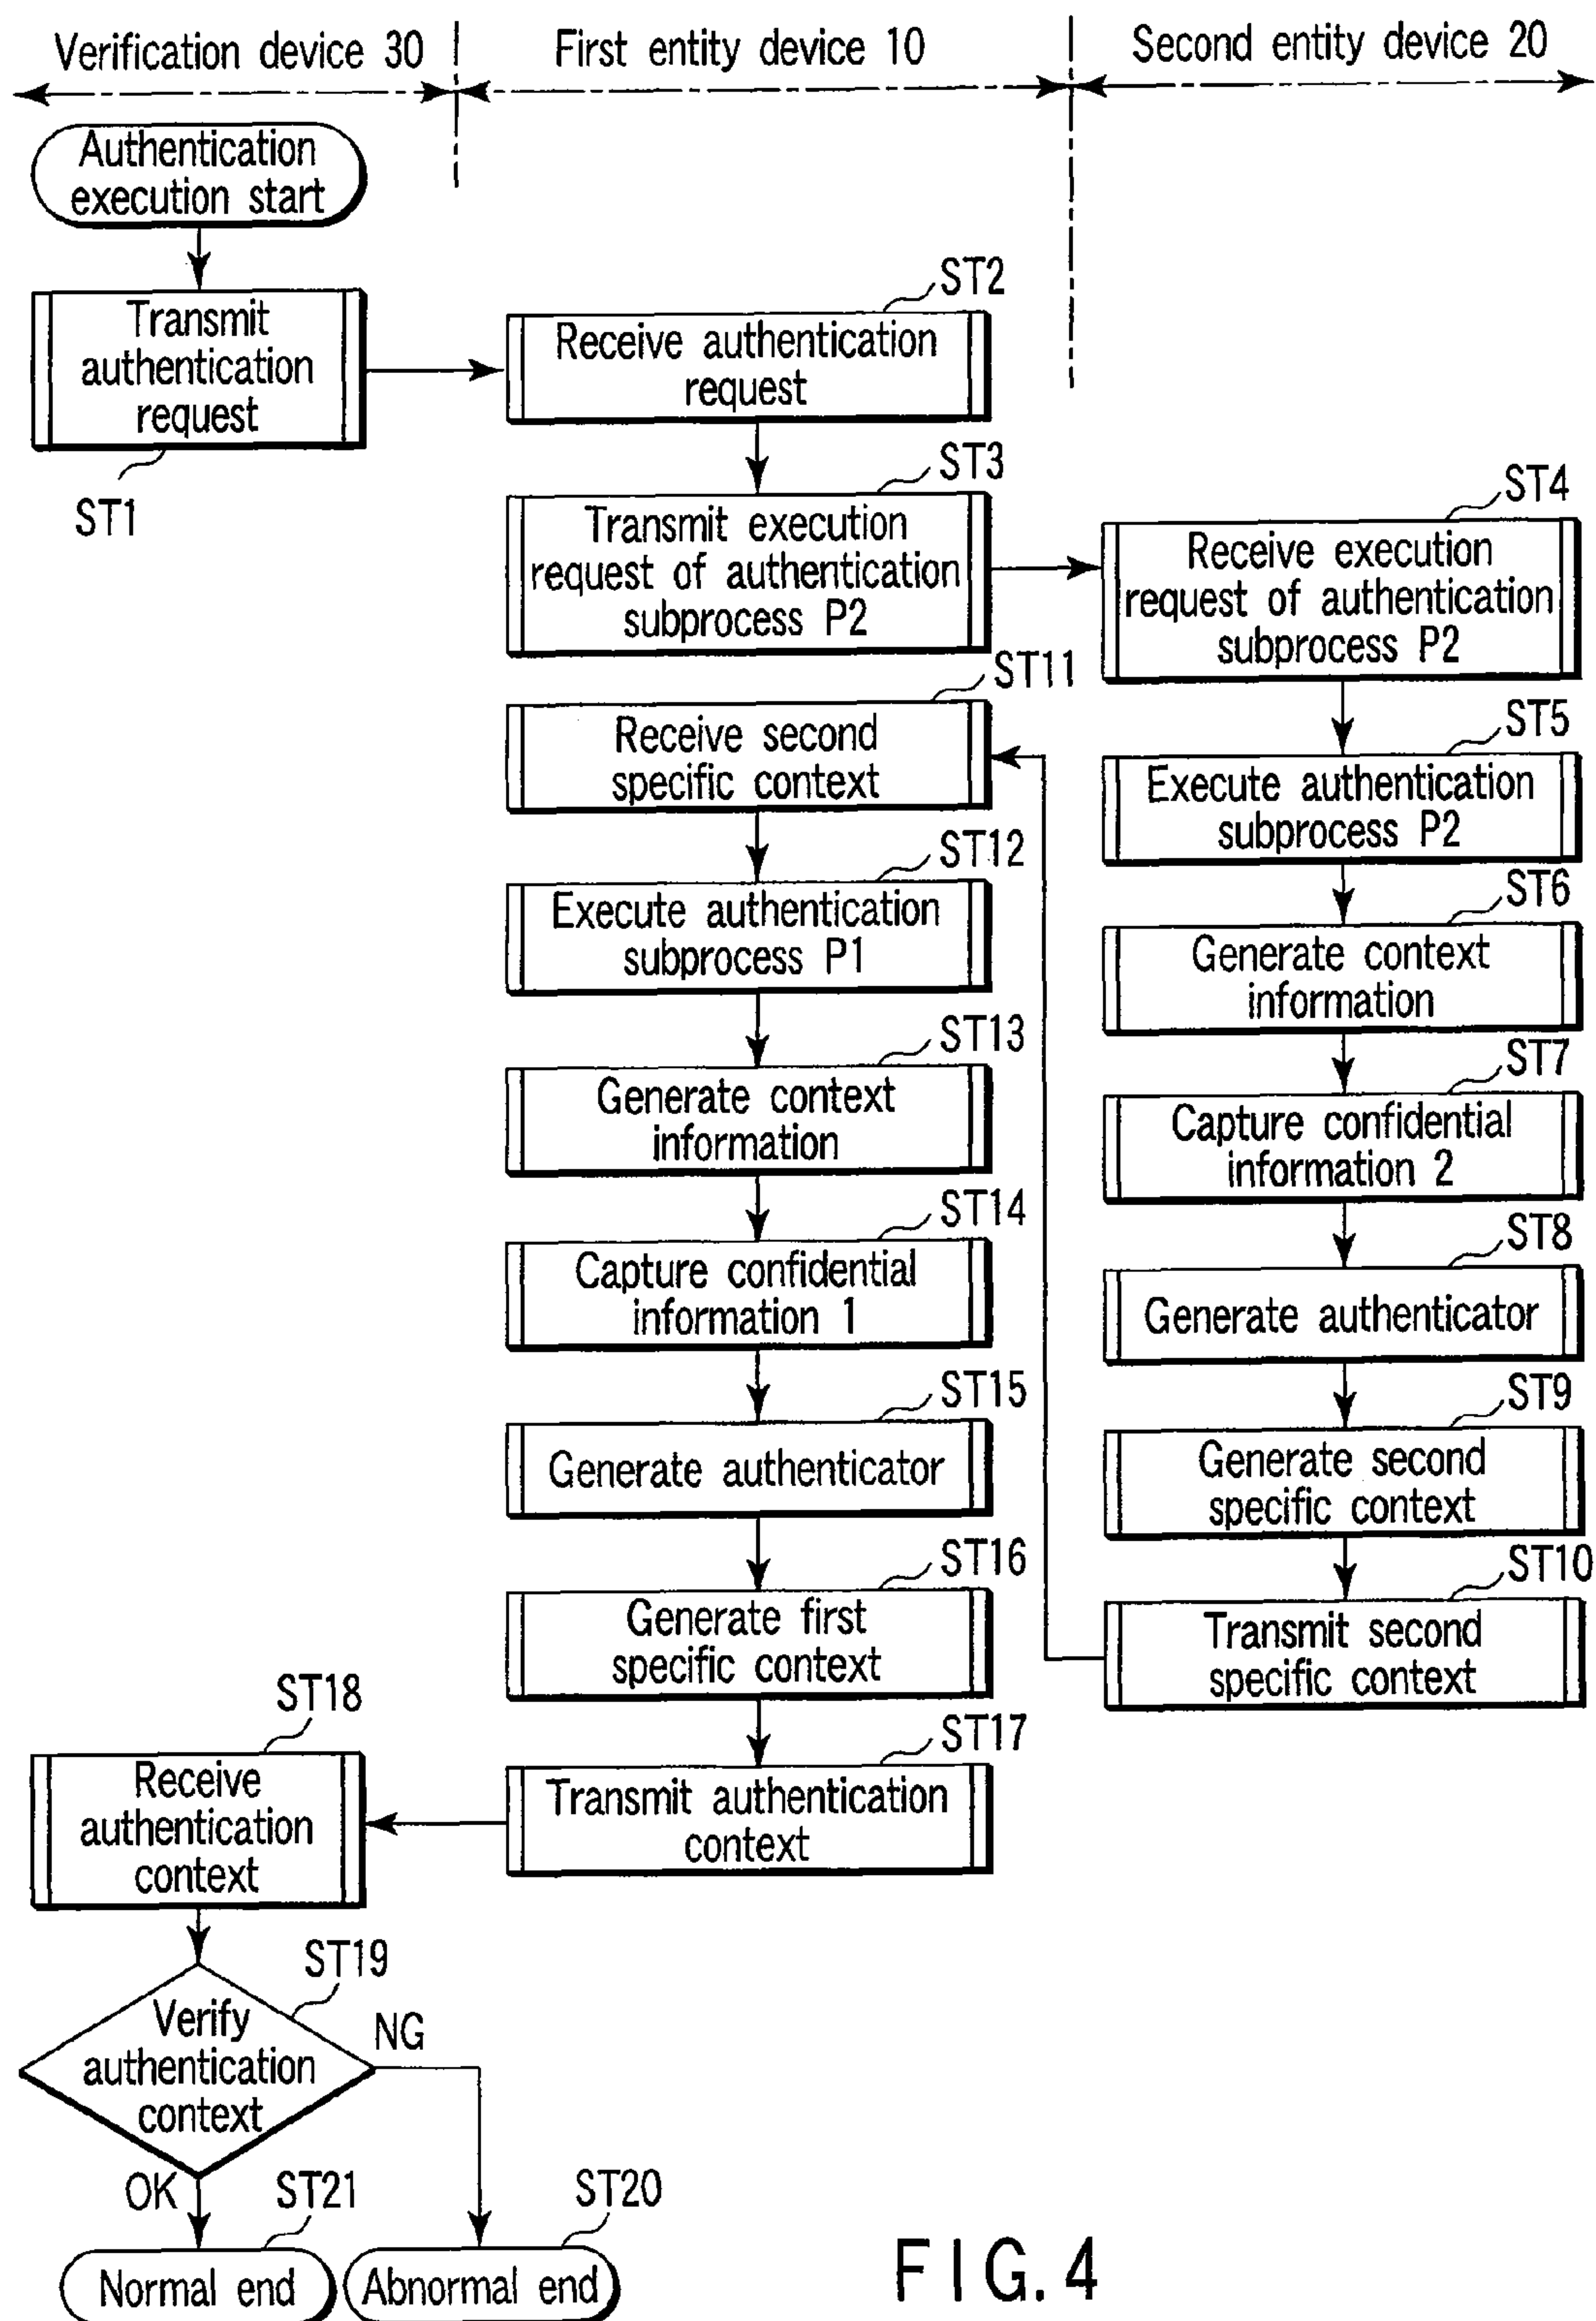 Verification device 30
First entity device 10
Second entity device 20
Authentication
execution start
Transmit
authentication
request
ST1
ST2
Receive authentication
request
ST3
Transmit execution
request of authentication
subprocess P2
ST4
Receive execution
request of authentication
subprocess P2
ST5
Execute authentication
subprocess P2
ST6
Generate context
information
ST7
Capture confidential
information 2
ST8
Generate authenticator
ST9
Generate second
specific context
ST10
Transmit second
specific context
ST11
Receive second
specific context
ST12
Execute authentication
subprocess P1
ST13
Generate context
information
ST14
Capture confidential
information 1
ST15
Generate authenticator
ST16
Generate first
specific context
ST17
Transmit authentication
context
ST18
Receive
authentication
context
ST19
Verify
authentication
context
NG
OK
ST21
Normal end
ST20
Abnormal end
FIG. 4